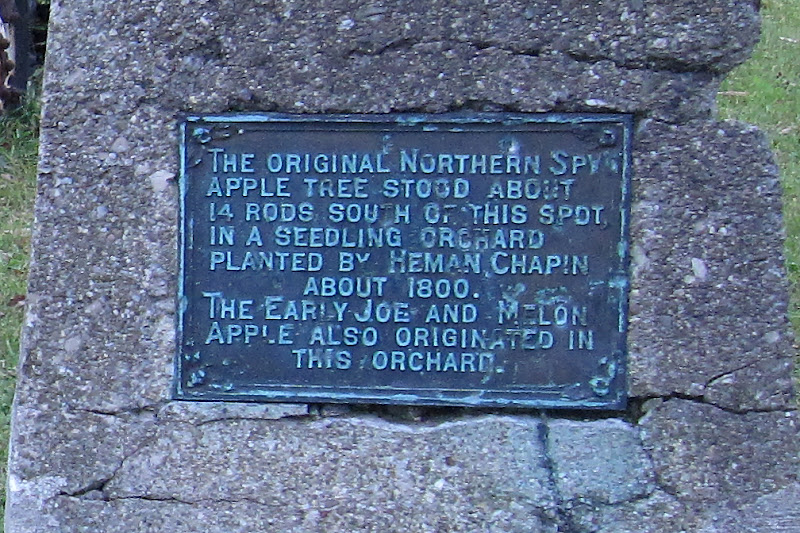 THE ORIGINAL NORTHERN SPY
APPLE TREE STOOD ABOUT
14 RODS SOUTH OF THIS SPOT,
IN A SEEDLING ORCHARD
PLANTED BY HEMAN CHAPIN
ABOUT 1800.
THE EARLY JOE AND MELON
APPLE ALSO ORIGINATED IN
THIS ORCHARD.